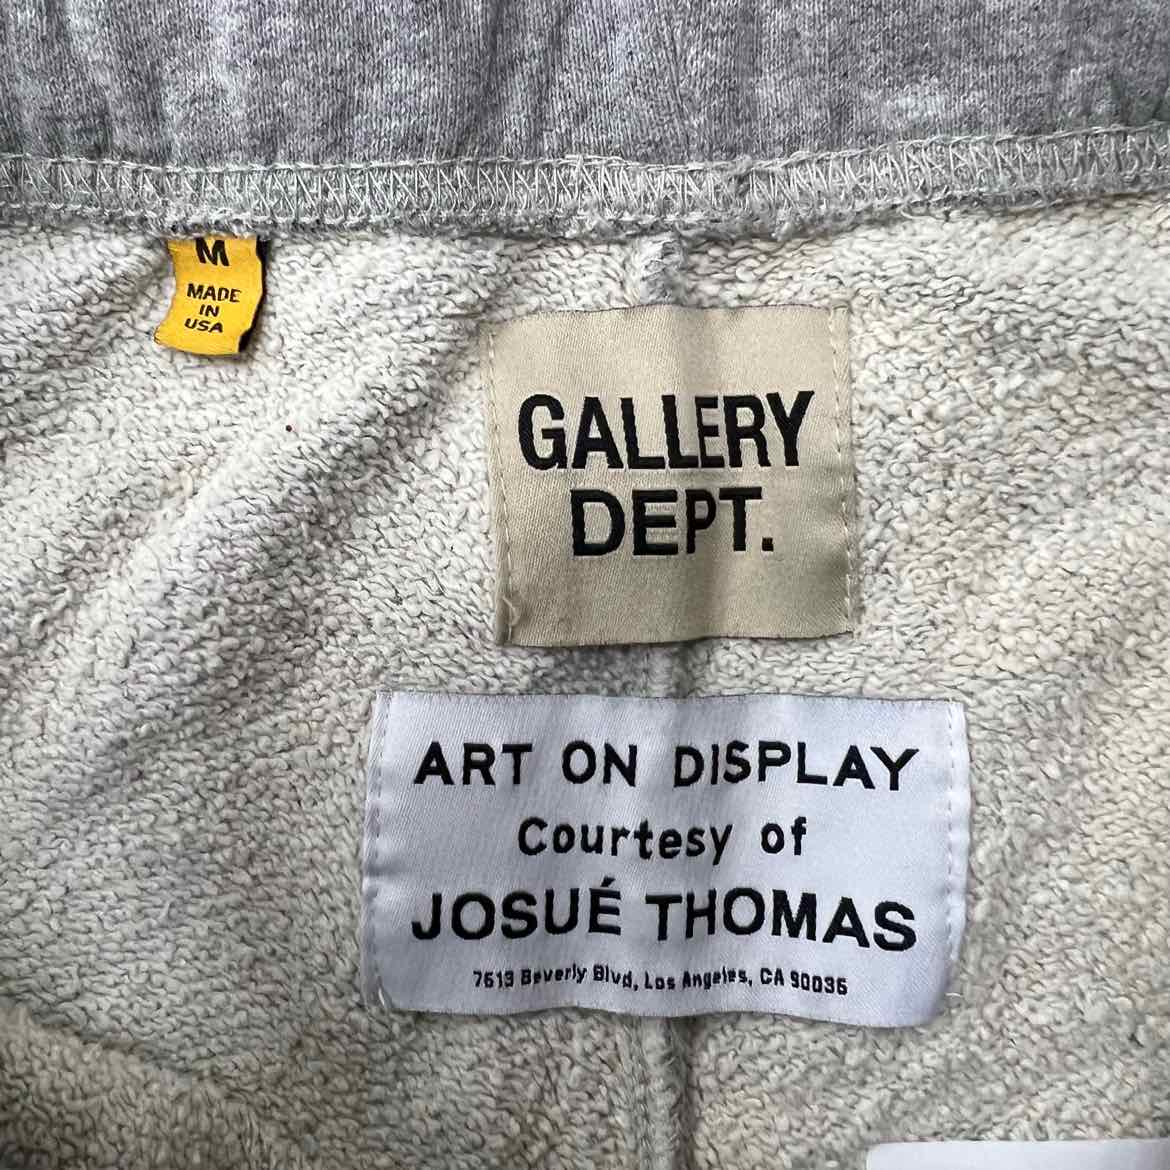 M
MADE
IN
USA
GALLERY
DEPT.
ART ON DISPLAY
Courtesy of
JOSUÉ THOMAS
7613 Beverly Blvd, Los Angeles, CA 90036